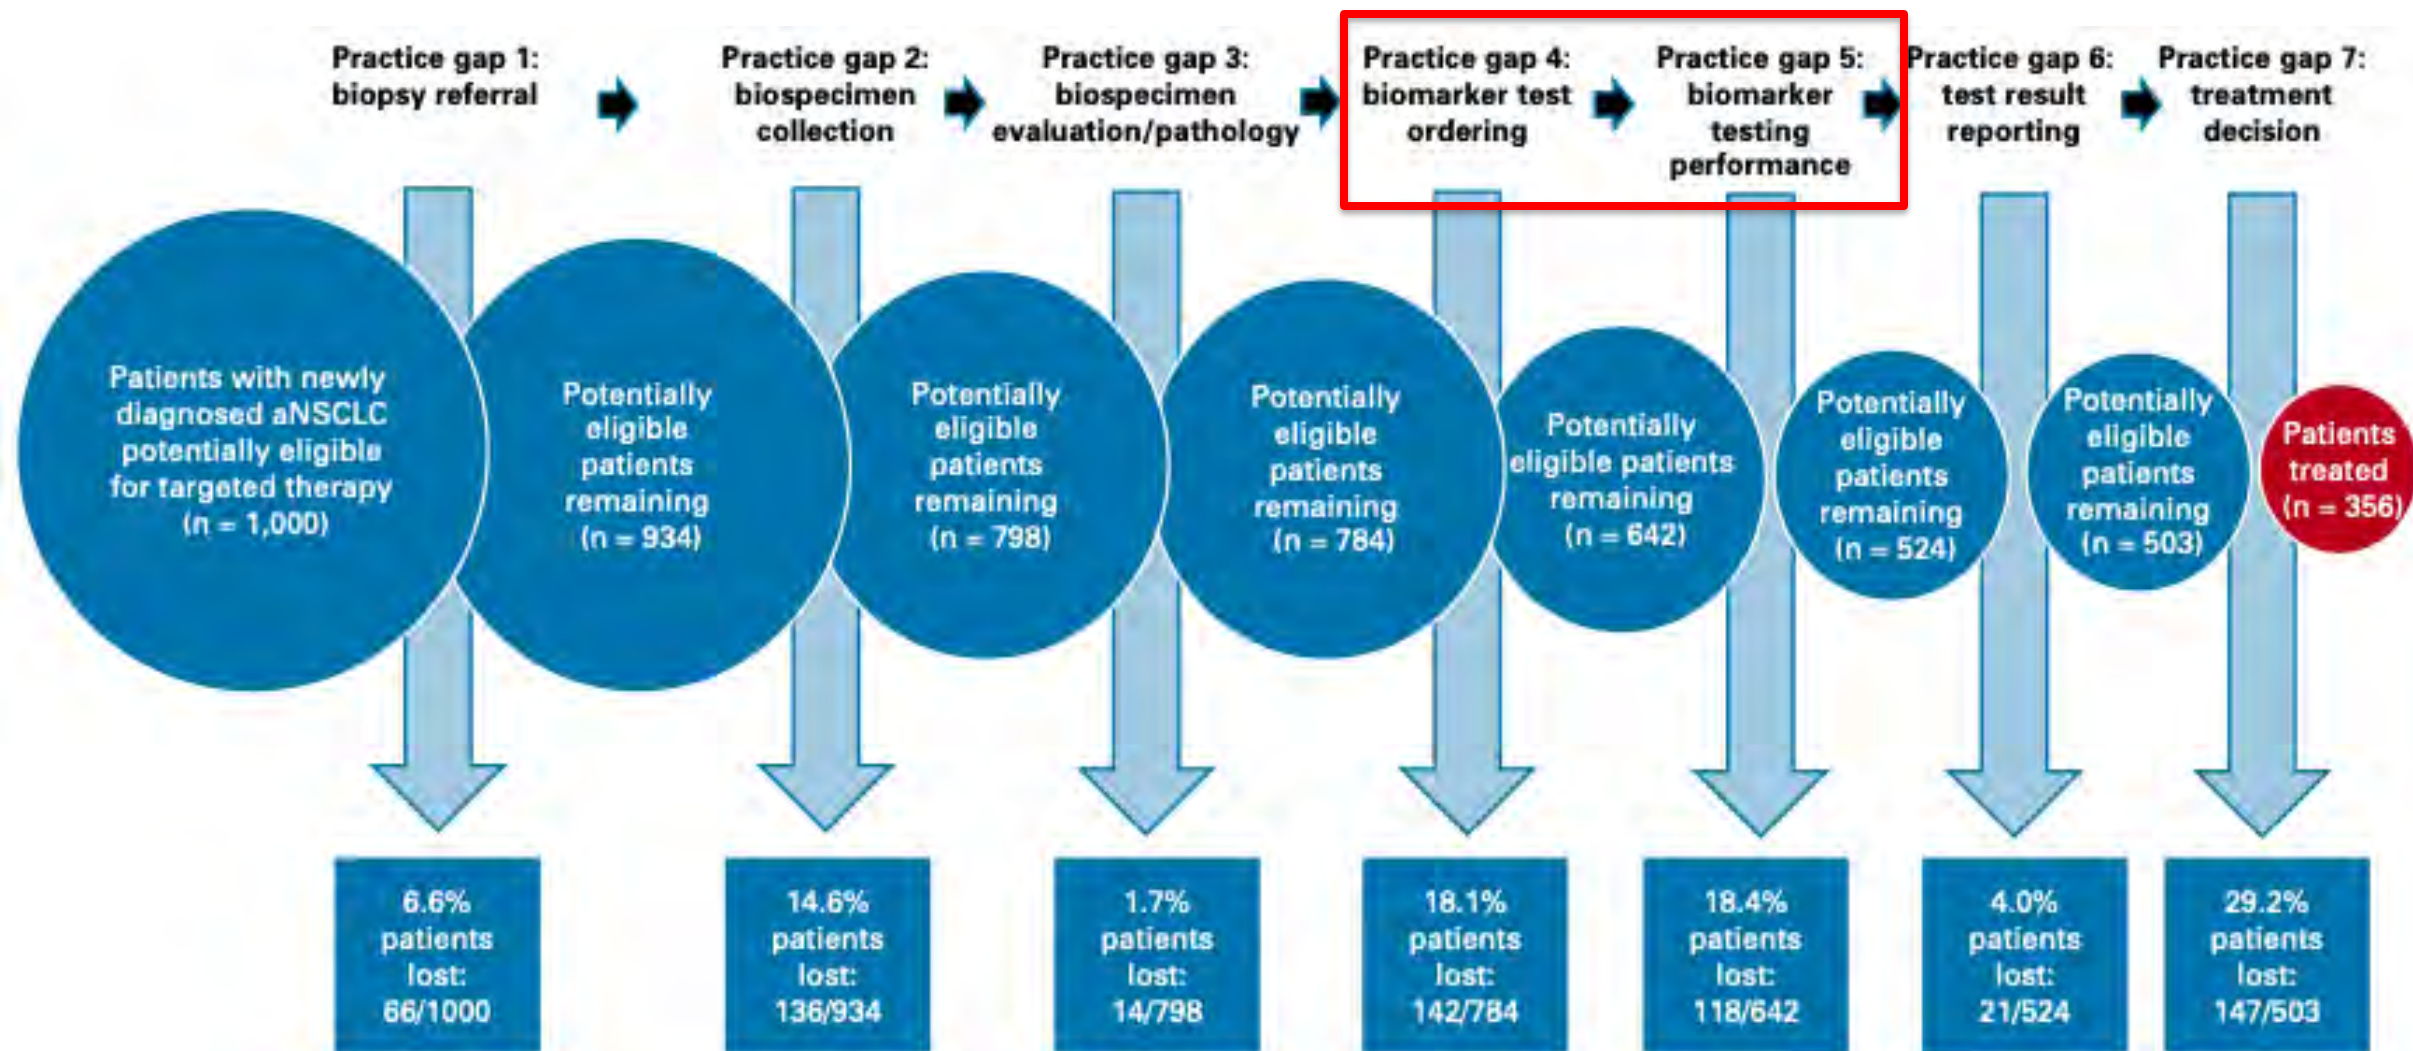 Practice gap 1:
biopsy referral
Practice gap 2:
biospecimen
collection
Practice gap 3:
biospecimen
evaluation/pathology
Practice gap 4:
biomarker test
ordering
Practice gap 5:
biomarker
testing
performance
Practice gap 6:
test result
reporting
Practice gap 7:
treatment
decision
Patients with newly
diagnosed aNSCLC
potentially eligible
for targeted therapy
(n = 1,000)
Potentially
eligible
patients
remaining
(n = 934)
Potentially
eligible
patients
remaining
(n = 798)
Potentially
eligible
patients
remaining
(n = 784)
Potentially
eligible patients
remaining
(n = 642)
Potentially
eligible
patients
remaining
(n = 524)
Potentially
eligible
patients
remaining
(n = 503)
Patients
treated
(n = 356)
6.6%
patients
lost:
66/1000
14.6%
patients
lost:
136/934
1.7%
patients
lost:
14/798
18.1%
patients
lost:
142/784
18.4%
patients
lost:
118/642
4.0%
patients
lost:
21/524
29.2%
patients
lost:
147/503